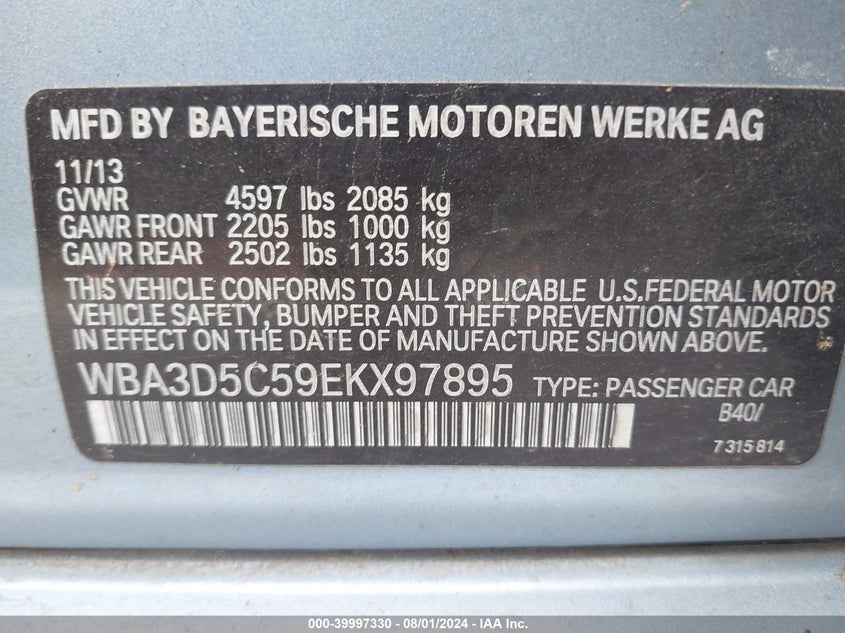 MFD BY BAYERISCHE MOTOREN WERKE AG
11/13
GVWR 4597 lbs 2085 kg
GAWR FRONT 2205 lbs 1000 kg
GAWR REAR 2502 lbs 1135 kg
THIS VEHICLE CONFORMS TO ALL APPLICABLE U.S.FEDERAL MOTOR
VEHICLE SAFETY, BUMPER AND THEFT PREVENTION STANDARDS
IN EFFECT ON THE DATE OF MANUFACTURE SHOWN ABOVE.
WBA3D5C59EKX97895 TYPE: PASSENGER CAR
B40/
7 315 814
000-39997330 - 08/01/2024 - IAA Inc.